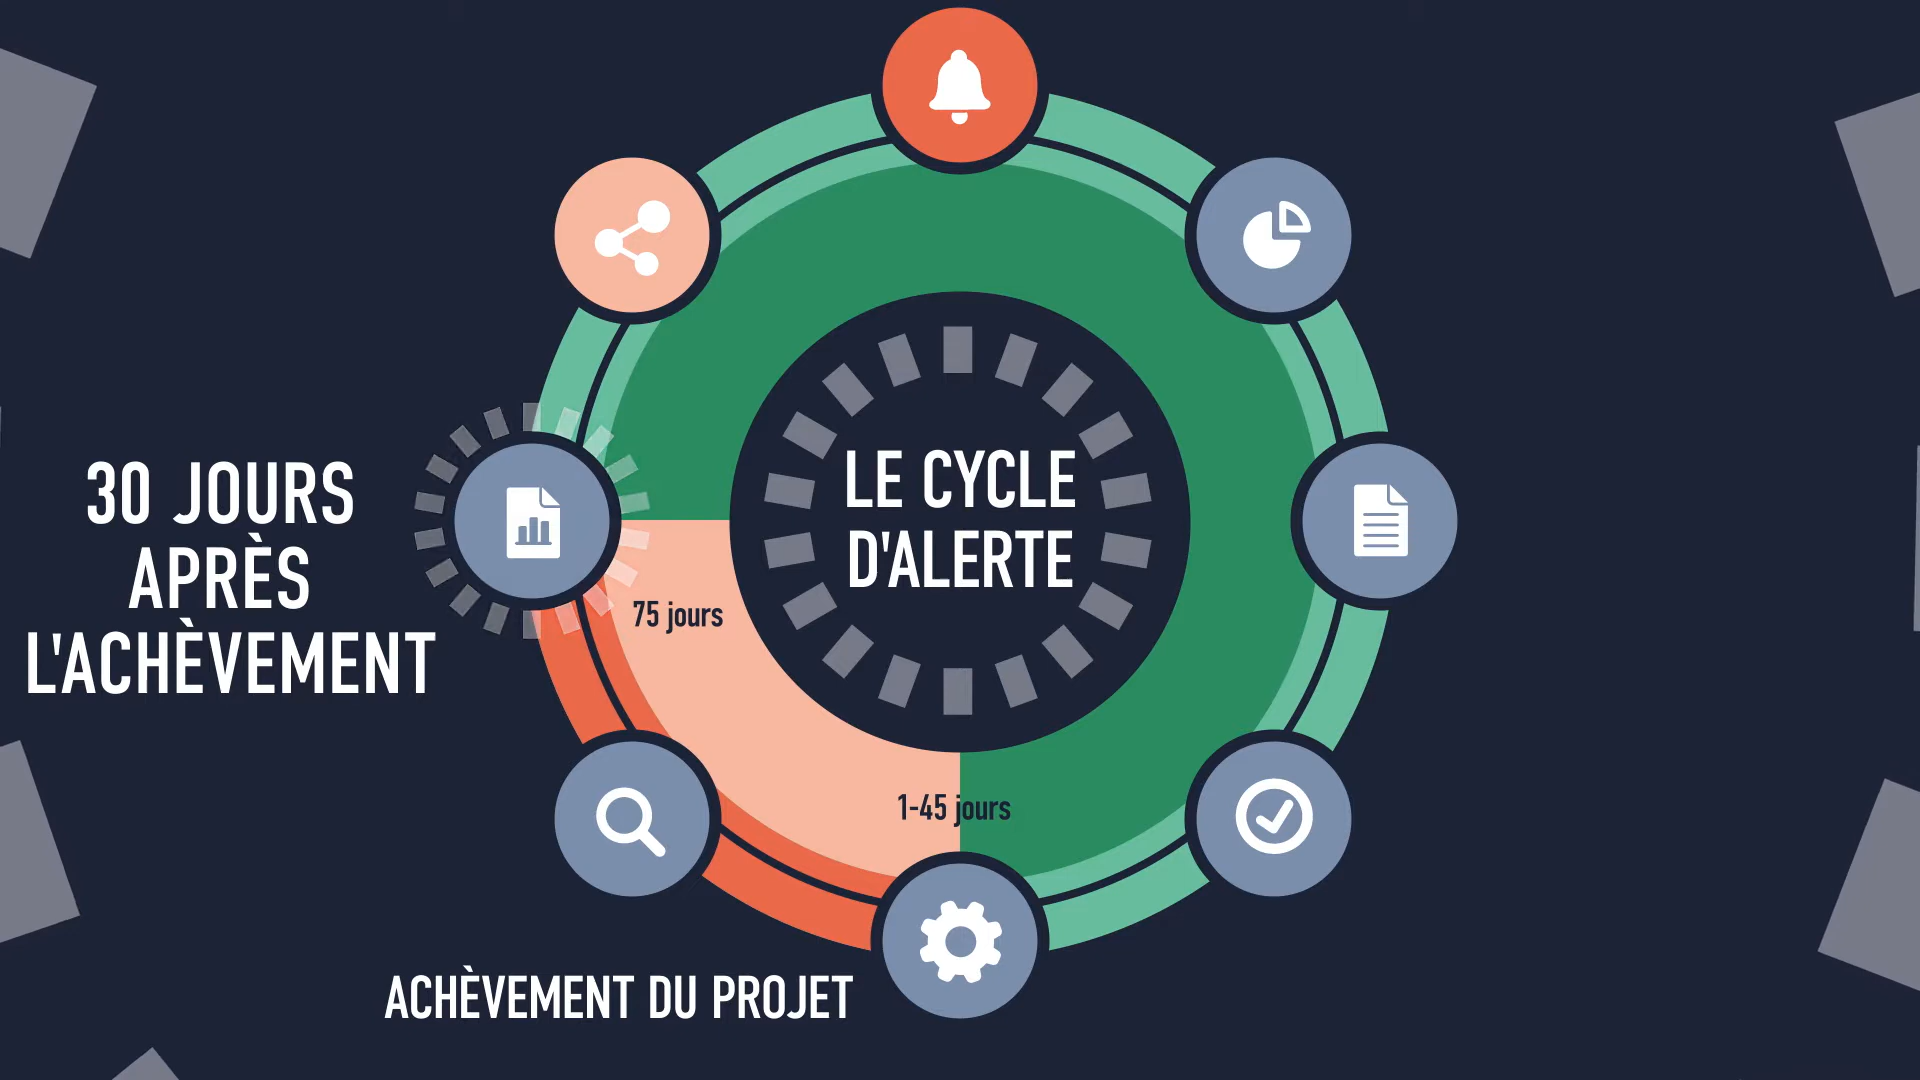 LE CYCLE
D'ALERTE
30 JOURS
APRÈS
L'ACHÈVEMENT
75 jours
1-45 jours
ACHÈVEMENT DU PROJET